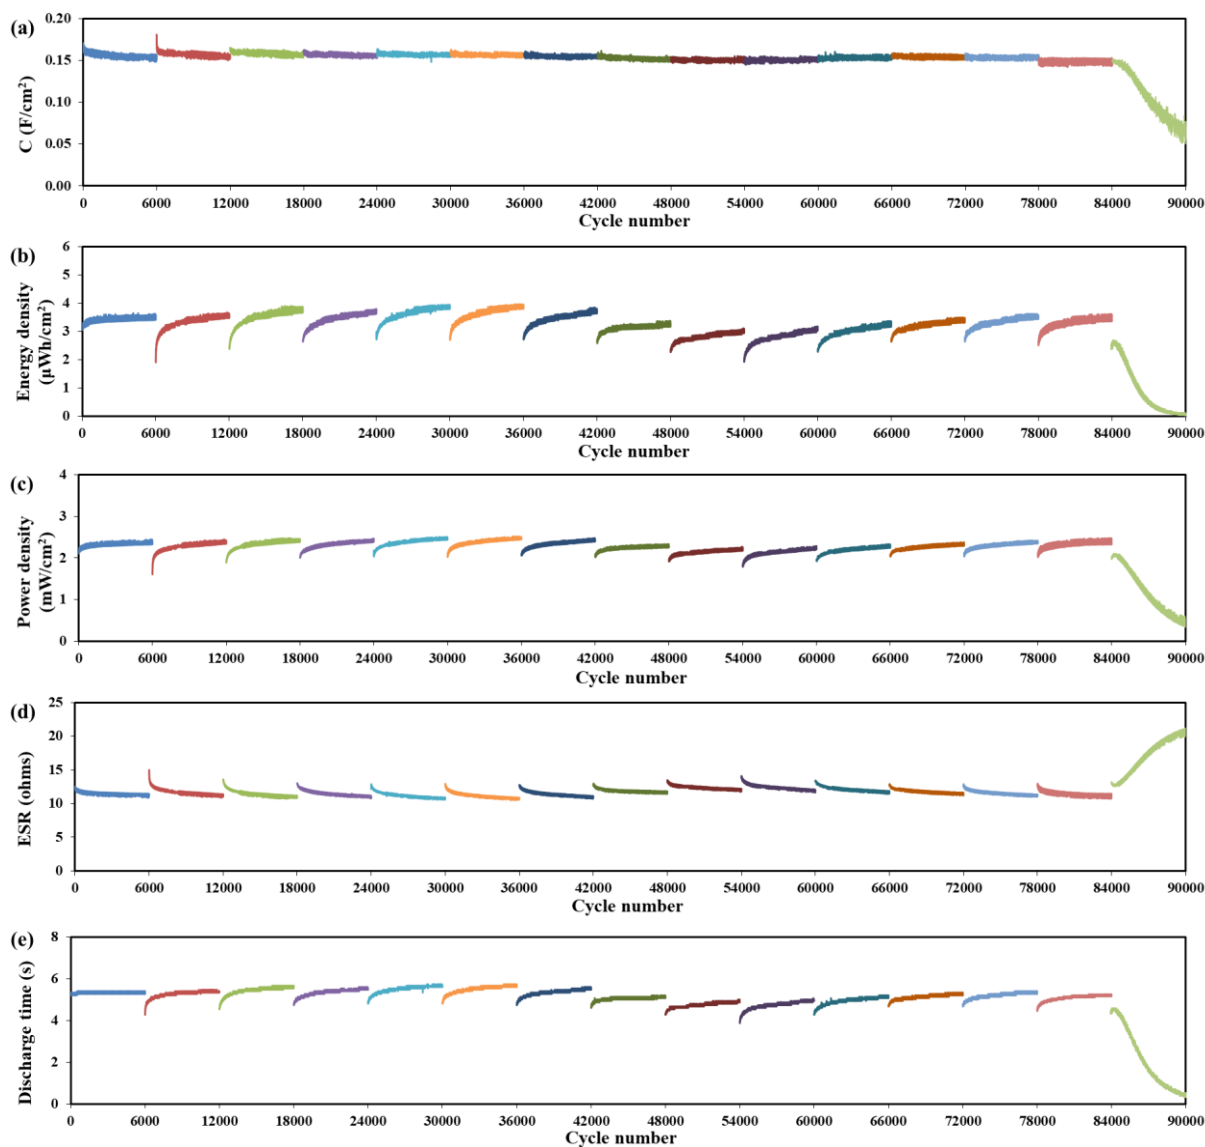 (a)
C (F/cm²)
0.20
0.15
0.10
0.05
0.00
0 6000 12000 18000 24000 30000 36000 42000 48000 54000 60000 66000 72000 78000 84000 90000
Cycle number
(b)
Energy density
(µWh/cm²)
6
5
4
3
2
1
0
0 6000 12000 18000 24000 30000 36000 42000 48000 54000 60000 66000 72000 78000 84000 90000
Cycle number
(c)
Power density
(mW/cm²)
4
3
2
1
0
0 6000 12000 18000 24000 30000 36000 42000 48000 54000 60000 66000 72000 78000 84000 90000
Cycle number
(d)
ESR (ohms)
25
20
15
10
5
0
0 6000 12000 18000 24000 30000 36000 42000 48000 54000 60000 66000 72000 78000 84000 90000
Cycle number
(e)
Discharge time (s)
8
6
4
2
0
0 6000 12000 18000 24000 30000 36000 42000 48000 54000 60000 66000 72000 78000 84000 90000
Cycle number